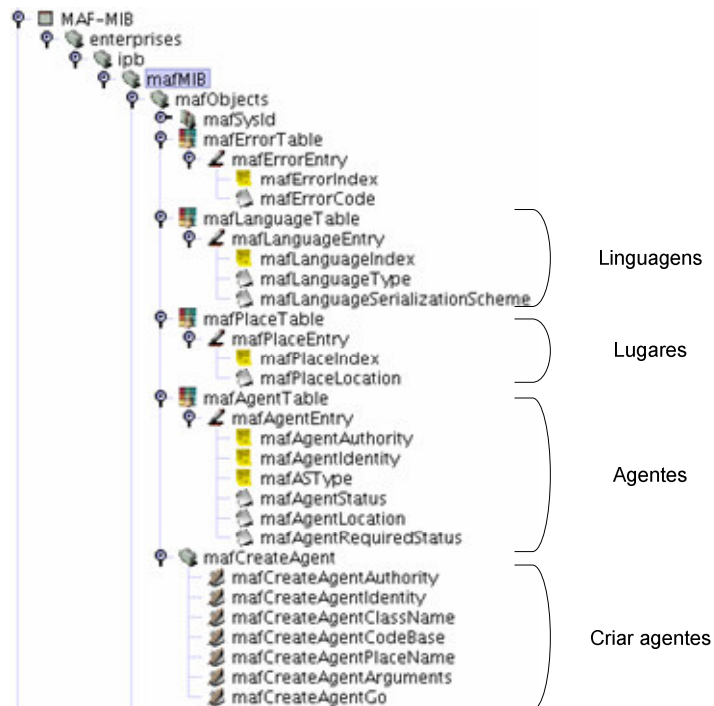 MAF-MIB
enterprises
ipb
mafMIB
mafObjects
mafSysId
mafErrorTable
mafErrorEntry
mafErrorIndex
mafErrorCode
mafLanguageTable
mafLanguageEntry
mafLanguageIndex
mafLanguageType
mafLanguageSerializationScheme
Linguagens
mafPlaceTable
mafPlaceEntry
mafPlaceIndex
mafPlaceLocation
Lugares
mafAgentTable
mafAgentEntry
mafAgentAuthority
mafAgentIdentity
mafASType
mafAgentStatus
mafAgentLocation
mafAgentRequiredStatus
Agentes
mafCreateAgent
mafCreateAgentAuthority
mafCreateAgentIdentity
mafCreateAgentClassName
mafCreateAgentCodeBase
mafCreateAgentPlaceName
mafCreateAgentArguments
mafCreateAgentGo
Criar agentes